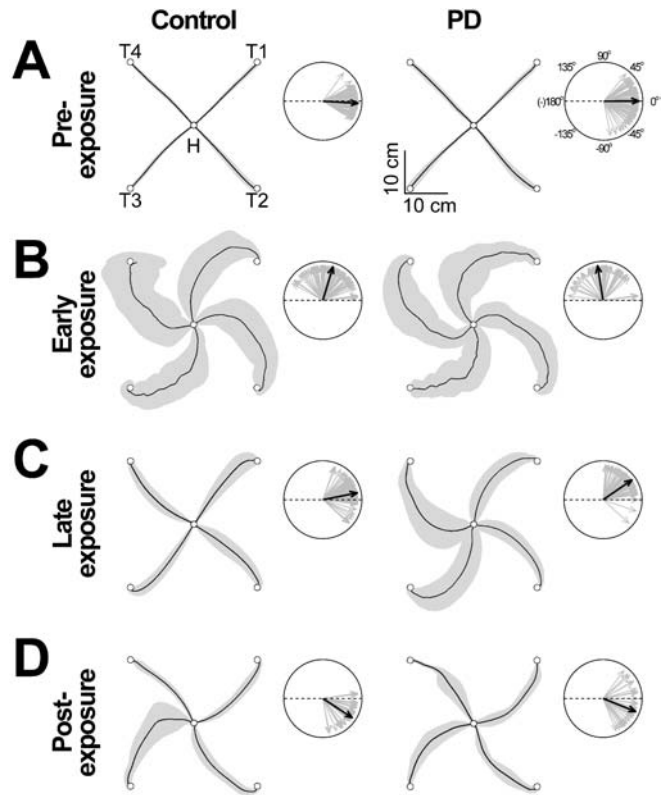 Control
PD
A
Pre-
exposure
T4
T1
H
T3
T2
10 cm
10 cm
90°
135°
45°
(-)180°
0°
-135°
-45°
-90°
B
Early
exposure
C
Late
exposure
D
Post-
exposure